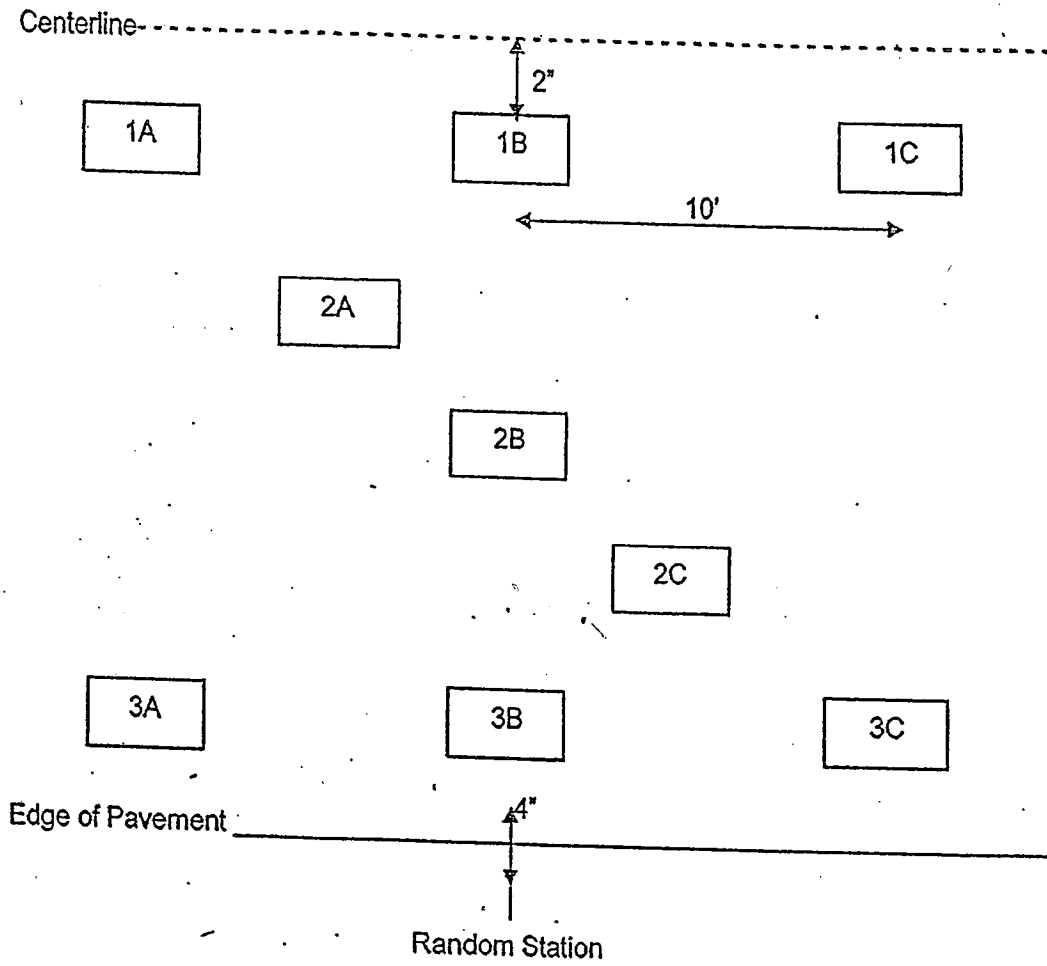 Centerline
2"
1A
1B
1C
10'
2A
2B
2C
3A
3B
3C
4"
Edge of Pavement
Random Station